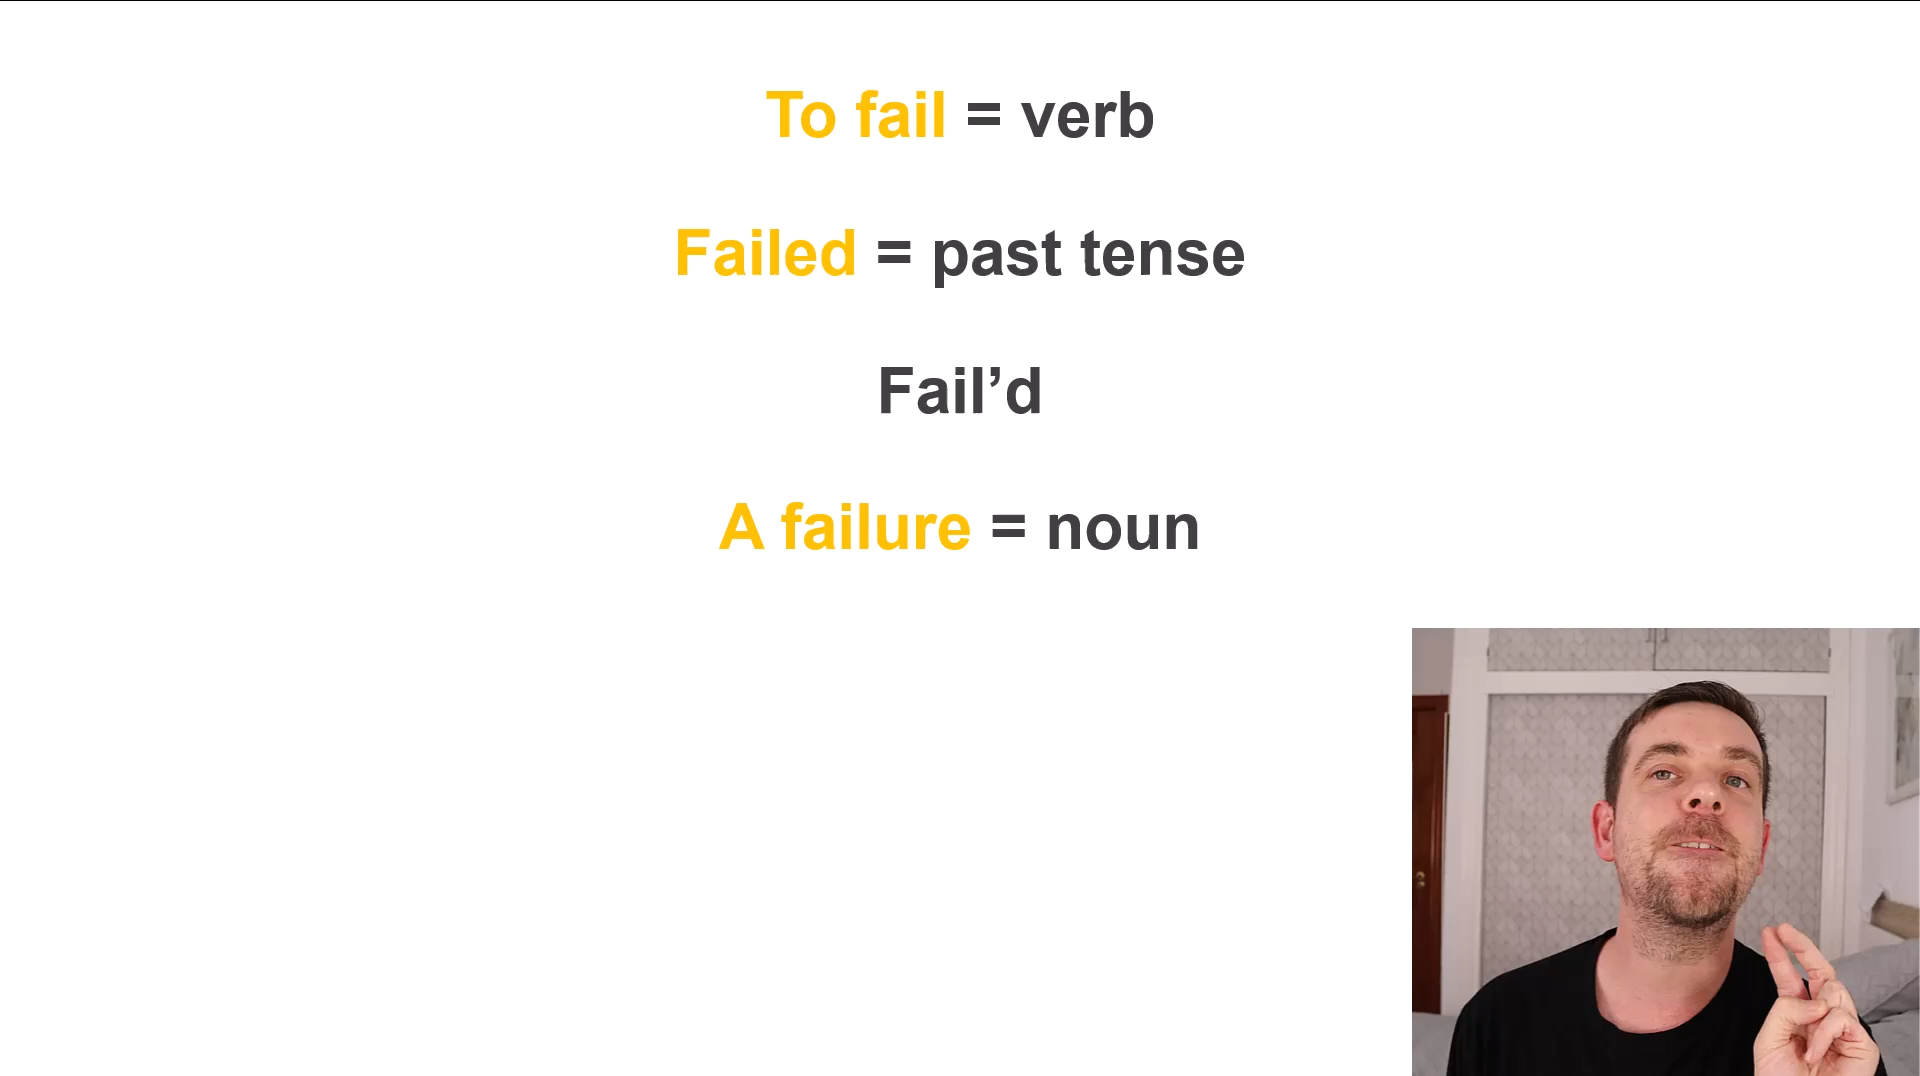 To fail = verb
Failed = past tense
Fail’d
A failure = noun